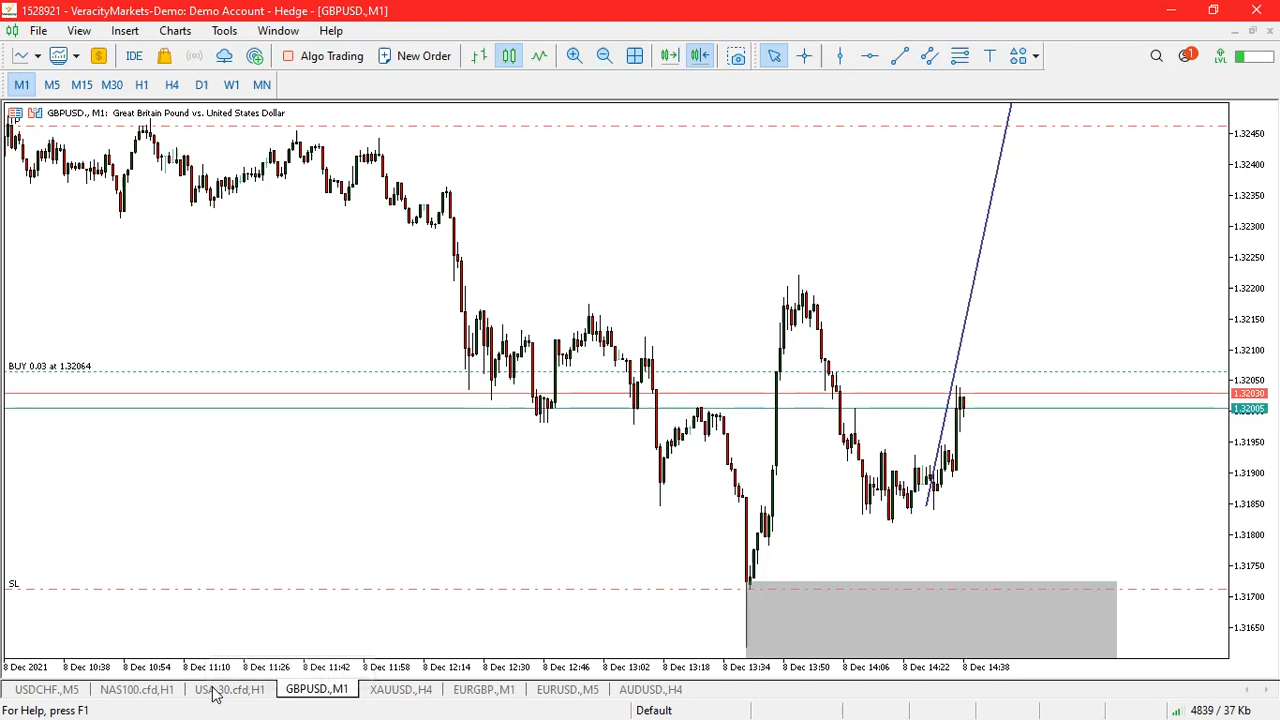 1528921 - VeracityMarkets-Demo: Demo Account - Hedge - [GBPUSD.,M1]
File View Insert Charts Tools Window Help
IDE Algo Trading New Order 1 LVL
M1 M5 M15 M30 H1 H4 D1 W1 MN
GBPUSD., M1: Great Britain Pound vs. United States Dollar
1.32450
1.32400
1.32350
1.32300
1.32250
1.32200
1.32150
1.32100
BUY 0.03 at 1.32064
1.32050
1.32030
1.32005
1.31950
1.31900
1.31850
1.31800
1.31750
SL
1.31700
1.31650
8 Dec 2021 8 Dec 10:38 8 Dec 10:54 8 Dec 11:10 8 Dec 11:26 8 Dec 11:42 8 Dec 11:58 8 Dec 12:14 8 Dec 12:30 8 Dec 12:46 8 Dec 13:02 8 Dec 13:18 8 Dec 13:34 8 Dec 13:50 8 Dec 14:06 8 Dec 14:22 8 Dec 14:38
USDCHF.,M5 NAS100.cfd,H1 USA30.cfd,H1 GBPUSD.,M1 XAUUSD.,H4 EURGBP.,M1 EURUSD.,M5 AUDUSD.,H4
For Help, press F1 Default 4839 / 37 Kb